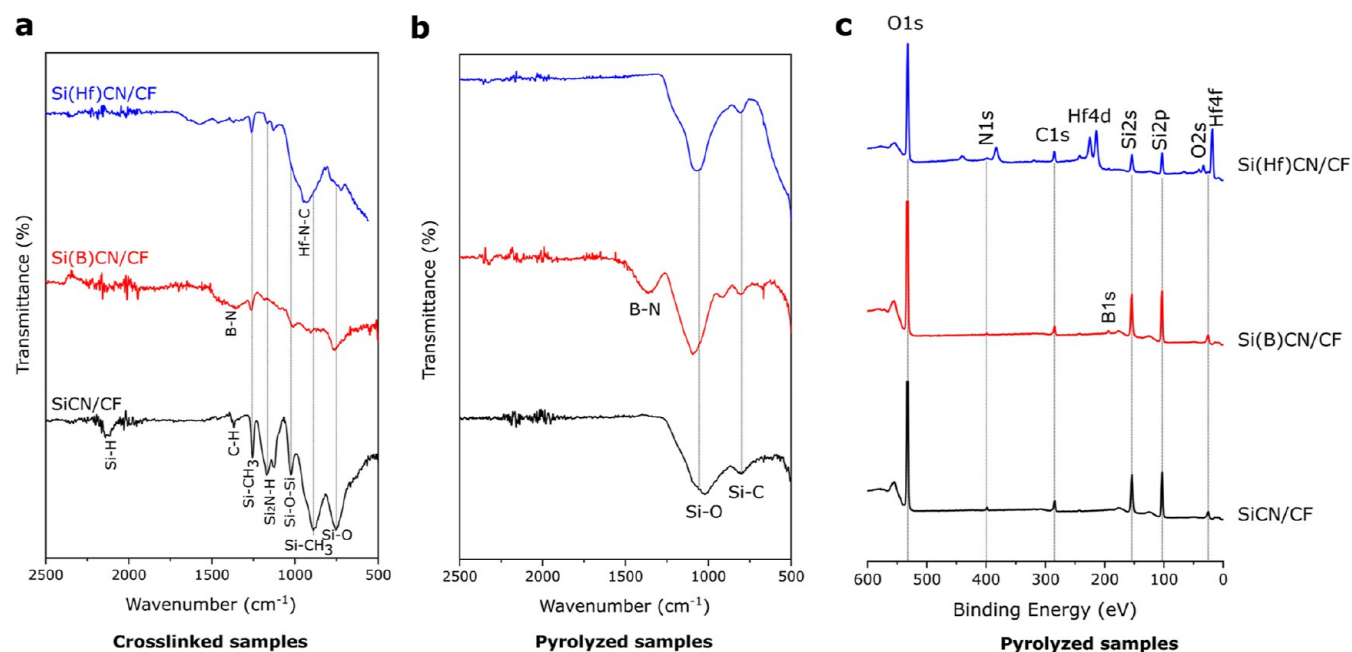 a
Transmittance (%)
Si(Hf)CN/CF
Hf-N-C
Si(B)CN/CF
B-N
SiCN/CF
Si-H
C-H
Si-CH3
Si₂N-H
Si-O-Si
Si-CH3
Si-O
2500 2000 1500 1000 500
Wavenumber (cm⁻¹)
Crosslinked samples
b
Transmittance (%)
B-N
Si-O
Si-C
2500 2000 1500 1000 500
Wavenumber (cm⁻¹)
Pyrolyzed samples
c
O1s
N1s
C1s
Hf4d
Si2s
Si2p
O2s
Hf4f
Si(Hf)CN/CF
B1s
Si(B)CN/CF
SiCN/CF
600 500 400 300 200 100 0
Binding Energy (eV)
Pyrolyzed samples